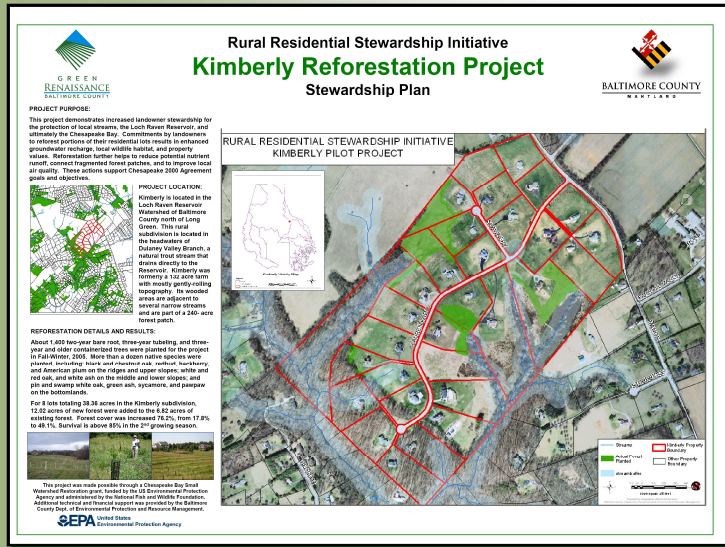 Rural Residential Stewardship Initiative
Kimberly Reforestation Project
Stewardship Plan
GREEN
RENAISSANCE
BALTIMORE COUNTY
BALTIMORE COUNTY
MARYLAND
PROJECT PURPOSE:
This project demonstrates increased landowner stewardship for
the protection of local streams, the Loch Raven Reservoir, and
ultimately the Chesapeake Bay. Commitments by landowners
to reforest portions of their residential lots results in enhanced
groundwater recharge, local wildlife habitat, and property
values. Reforestation further helps to reduce potential nutrient
runoff, connect fragmented forest patches, and to improve local
air quality. These actions support Chesapeake 2000 Agreement
goals and objectives.
PROJECT LOCATION:
Kimberly is located in the
Loch Raven Reservoir
Watershed of Baltimore
County north of Long
Green. This rural
subdivision is located in
the headwaters of
Dulaney Valley Branch, a
natural trout stream that
drains directly to the
Reservoir. Kimberly was
formerly a 132 acre farm
with mostly gently-rolling
topography. Its wooded
areas are adjacent to
several narrow streams
and are part of a 240- acre
forest patch.
REFORESTATION DETAILS AND RESULTS:
About 1,400 two-year bare root, three-year tubeling, and three-
year and older containerized trees were planted for the project
in Fall-Winter, 2005. More than a dozen native species were
planted, including: black and chestnut oak, redbud, hackberry,
and American plum on the ridges and upper slopes; white and
red oak, and white ash on the middle and lower slopes; and
pin and swamp white oak, green ash, sycamore, and pawpaw
on the bottomlands.
For 8 lots totaling 38.36 acres in the Kimberly subdivision,
12.02 acres of new forest were added to the 6.82 acres of
existing forest. Forest cover was increased 76.2%, from 17.8%
to 49.1%. Survival is above 85% in the 2nd growing season.
This project was made possible through a Chesapeake Bay Small
Watershed Restoration grant, funded by the US Environmental Protection
Agency and administered by the National Fish and Wildlife Foundation.
Additional technical and financial support was provided by the Baltimore
County Dept. of Environmental Protection and Resource Management.
EPA United States
Environmental Protection Agency
RURAL RESIDENTIAL STEWARDSHIP INITIATIVE
KIMBERLY PILOT PROJECT
Streams
Planted
Kimberly Property
Boundary
Other Property
Boundary